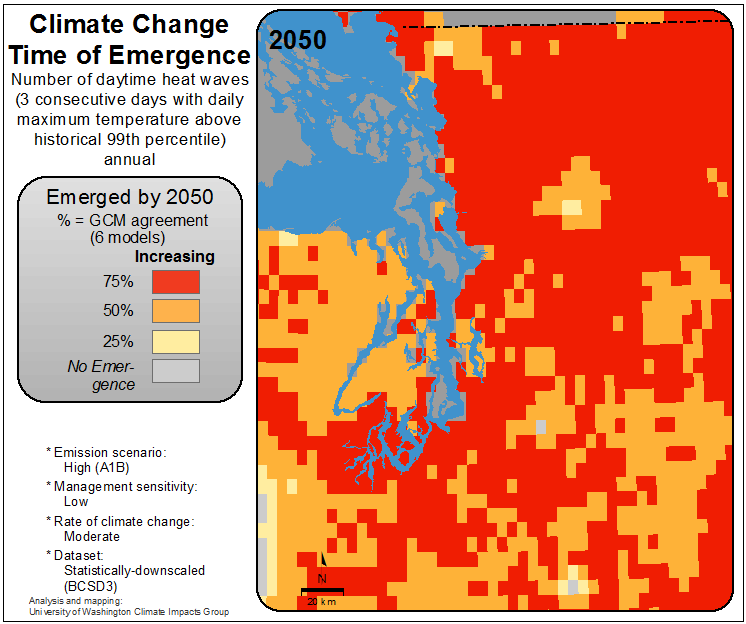 Climate Change
Time of Emergence
Number of daytime heat waves
(3 consecutive days with daily
maximum temperature above
historical 99th percentile)
annual
Emerged by 2050
% = GCM agreement
(6 models)
Increasing
75%
50%
25%
No Emer-
gence
* Emission scenario:
High (A1B)
* Management sensitivity:
Low
* Rate of climate change:
Moderate
* Dataset:
Statistically-downscaled
(BCSD3)
Analysis and mapping:
University of Washington Climate Impacts Group
2050
N
20 km